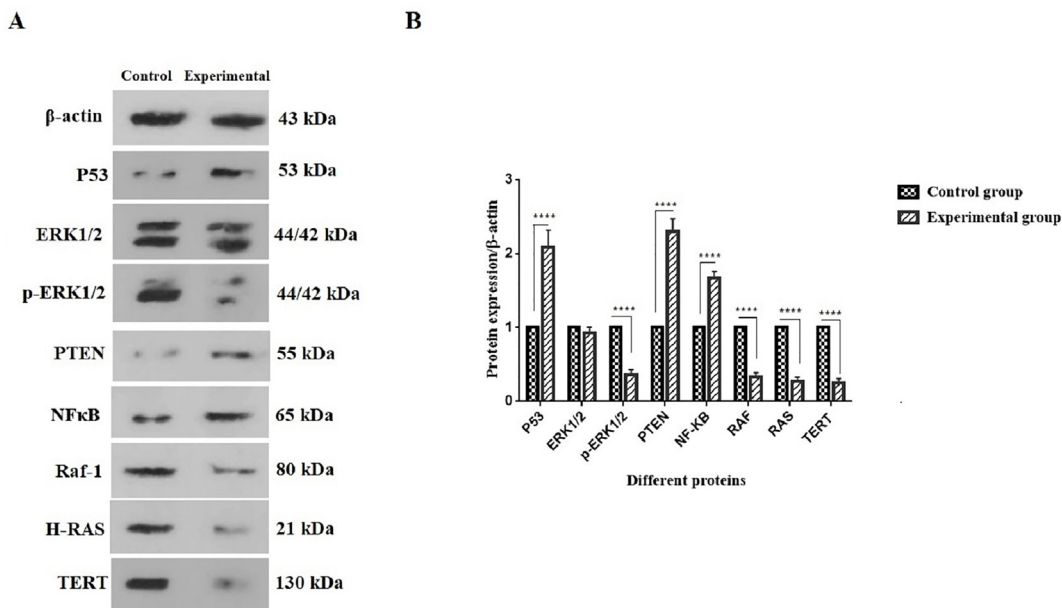 A
B
Control Experimental
β-actin 43 kDa
P53 53 kDa
ERK1/2 44/42 kDa
p-ERK1/2 44/42 kDa
PTEN 55 kDa
NFκB 65 kDa
Raf-1 80 kDa
H-RAS 21 kDa
TERT 130 kDa
Protein expression/β-actin
3
2
1
0
**** **** **** **** **** **** ****
P53 ERK1/2 p-ERK1/2 PTEN NF-KB RAF RAS TERT
Different proteins
Control group
Experimental group